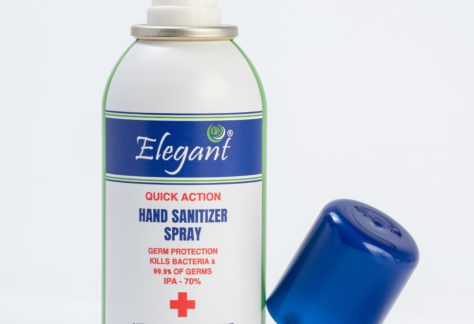 Elegant®
QUICK ACTION
HAND SANITIZER
SPRAY
GERM PROTECTION
KILLS BACTERIA &
99.9% OF GERMS
IPA - 70%